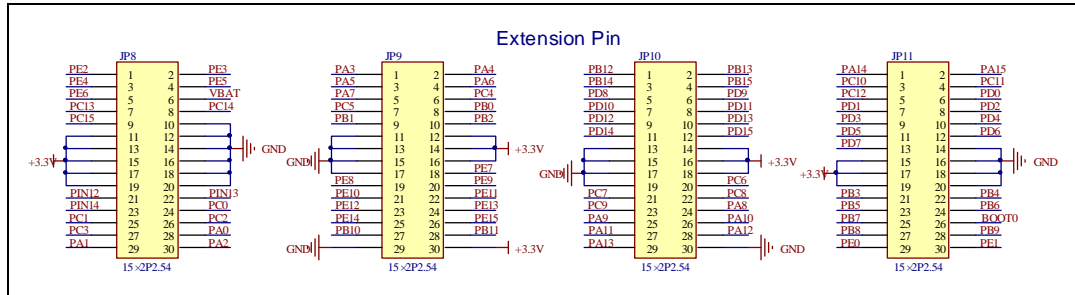 Extension Pin
JP8
PE2 1 2 PE3
PE4 3 4 PE5
PE6 5 6 VBAT
PC13 7 8 PC14
PC15 9 10
11 12
13 14 GND
+3.3V 15 16
17 18
19 20
PIN12 21 22 PIN13
PIN14 23 24 PC0
PC1 25 26 PC2
PC3 27 28 PA0
PA1 29 30 PA2
15×2P2.54
JP9
PA3 1 2 PA4
PA5 3 4 PA6
PA7 5 6 PC4
PC5 7 8 PB0
PB1 9 10 PB2
11 12
13 14 +3.3V
GND 15 16
17 18 PE7
PE8 19 20 PE9
PE10 21 22 PE11
PE12 23 24 PE13
PE14 25 26 PE15
PB10 27 28 PB11
GND 29 30 +3.3V
15×2P2.54
JP10
PB12 1 2 PB13
PB14 3 4 PB15
PD8 5 6 PD9
PD10 7 8 PD11
PD12 9 10 PD13
PD14 11 12 PD15
13 14
15 16 +3.3V
GND 17 18
19 20 PC6
PC7 21 22 PC8
PC9 23 24 PA8
PA9 25 26 PA10
PA11 27 28 PA12
PA13 29 30 GND
15×2P2.54
JP11
PA14 1 2 PA15
PC10 3 4 PC11
PC12 5 6 PD0
PD1 7 8 PD2
PD3 9 10 PD4
PD5 11 12 PD6
PD7 13 14
15 16 GND
+3.3V 17 18
19 20
PB3 21 22 PB4
PB5 23 24 PB6
PB7 25 26 BOOT0
PB8 27 28 PB9
PE0 29 30 PE1
15×2P2.54